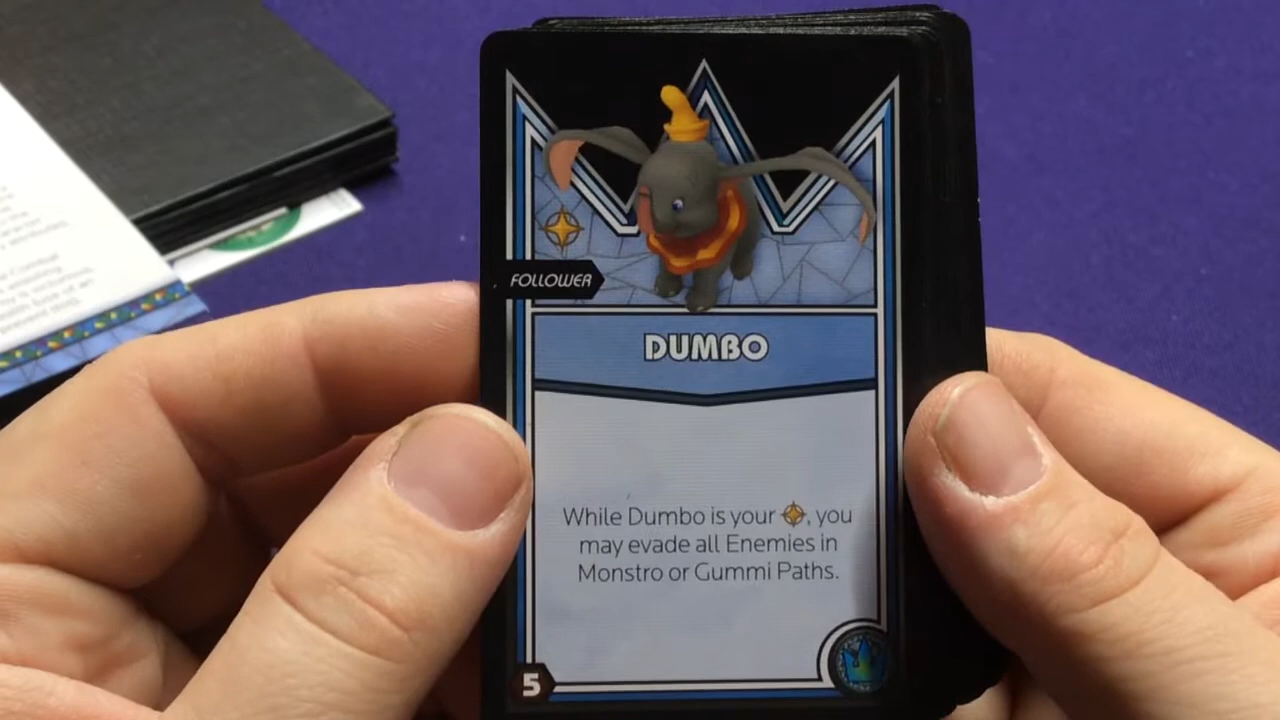 FOLLOWER
DUMBO
While Dumbo is your , you
may evade all Enemies in
Monstro or Gummi Paths.
5